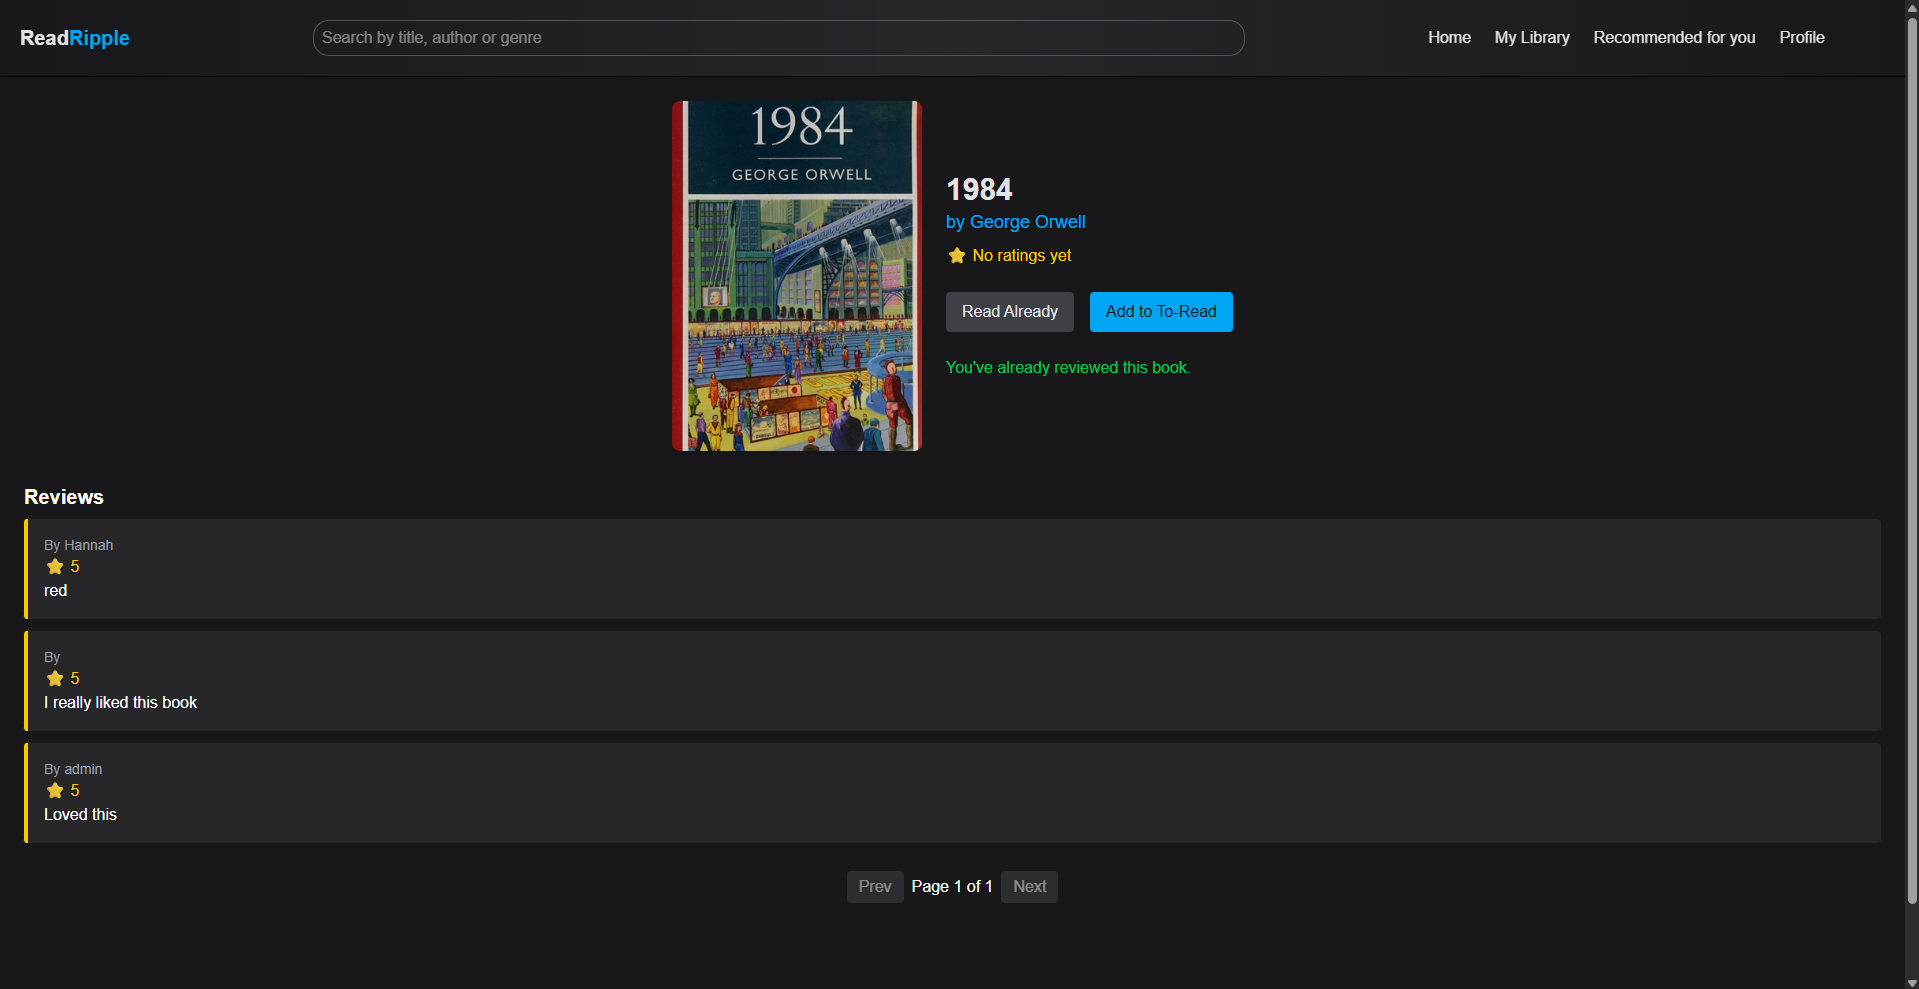 ReadRipple
Search by title, author or genre
Home My Library Recommended for you Profile
1984
GEORGE ORWELL
1984
by George Orwell
No ratings yet
Read Already Add to To-Read
You've already reviewed this book.
Reviews
By Hannah
5
red
By
5
I really liked this book
By admin
5
Loved this
Prev Page 1 of 1 Next